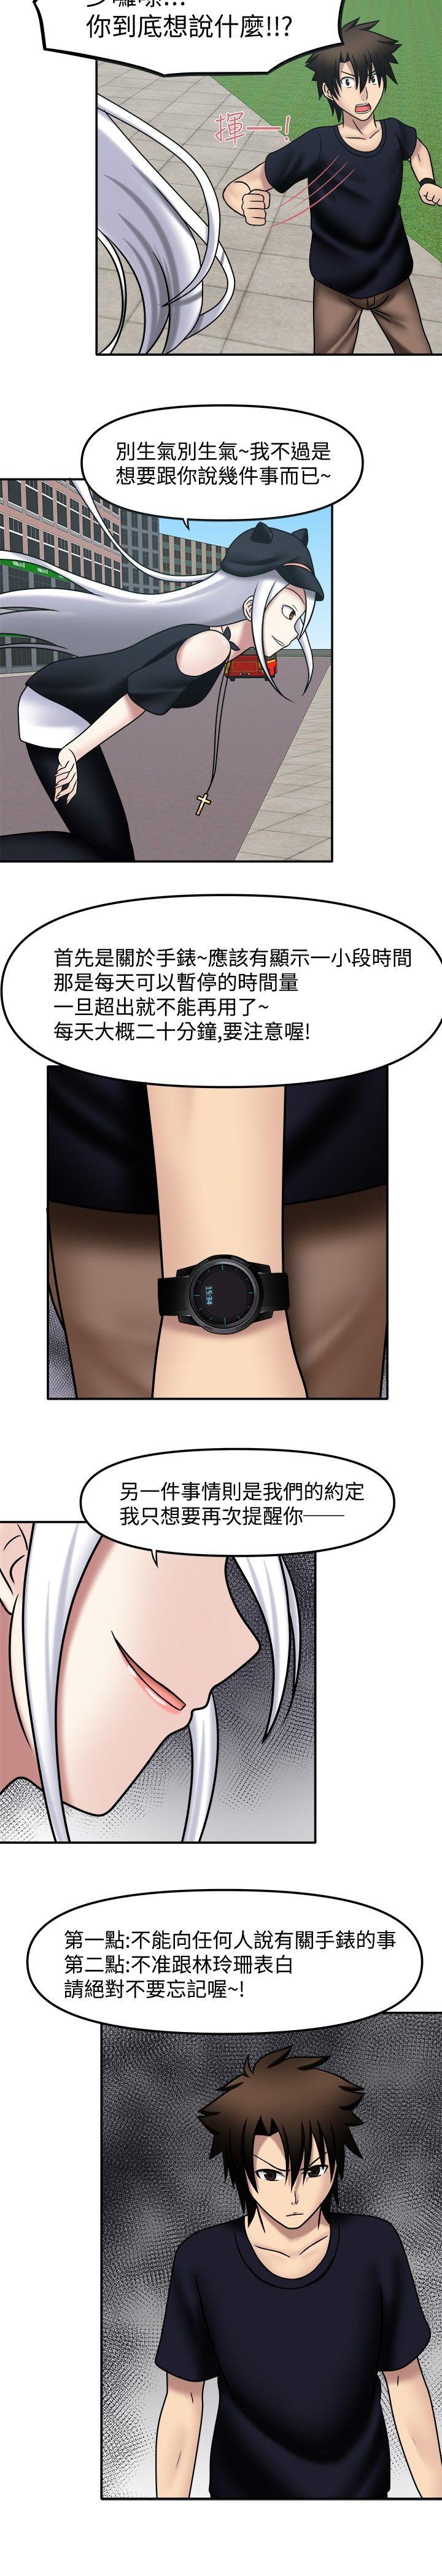 你到底想說什麼!!?
揮—!
別生氣別生氣~我不過是
想要跟你說幾件事而已~
首先是關於手錶~應該有顯示一小段時間
那是每天可以暫停的時間量
一旦超出就不能再用了~
每天大概二十分鐘,要注意喔!
15:34
另一件事情則是我們的約定
我只想要再次提醒你——
第一點:不能向任何人說有關手錶的事
第二點:不准跟林玲珊表白
請絕對不要忘記喔~!